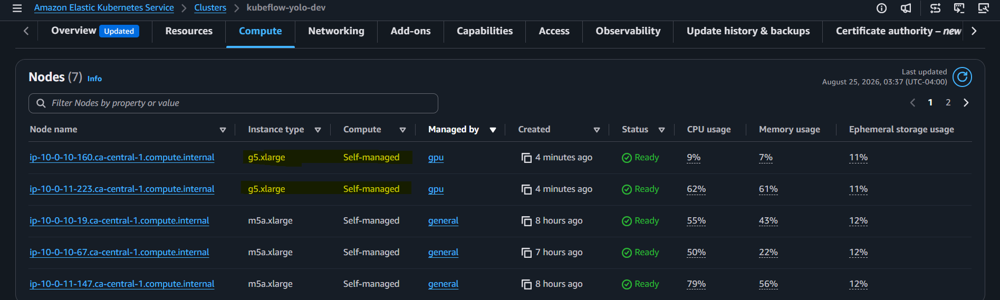 Amazon Elastic Kubernetes Service > Clusters > kubeflow-yolo-dev
Overview Updated Resources Compute Networking Add-ons Capabilities Access Observability Update history & backups Certificate authority – new
Nodes (7) Info
Last updated
August 25, 2026, 03:37 (UTC-04:00)
Filter Nodes by property or value
1 2
Node name Instance type Compute Managed by Created Status CPU usage Memory usage Ephemeral storage usage
ip-10-0-10-160.ca-central-1.compute.internal g5.xlarge Self-managed gpu 4 minutes ago Ready 9% 7% 11%
ip-10-0-11-223.ca-central-1.compute.internal g5.xlarge Self-managed gpu 4 minutes ago Ready 62% 61% 11%
ip-10-0-10-19.ca-central-1.compute.internal m5a.xlarge Self-managed general 8 hours ago Ready 55% 43% 12%
ip-10-0-10-67.ca-central-1.compute.internal m5a.xlarge Self-managed general 7 hours ago Ready 50% 22% 12%
ip-10-0-11-147.ca-central-1.compute.internal m5a.xlarge Self-managed general 8 hours ago Ready 79% 56% 12%